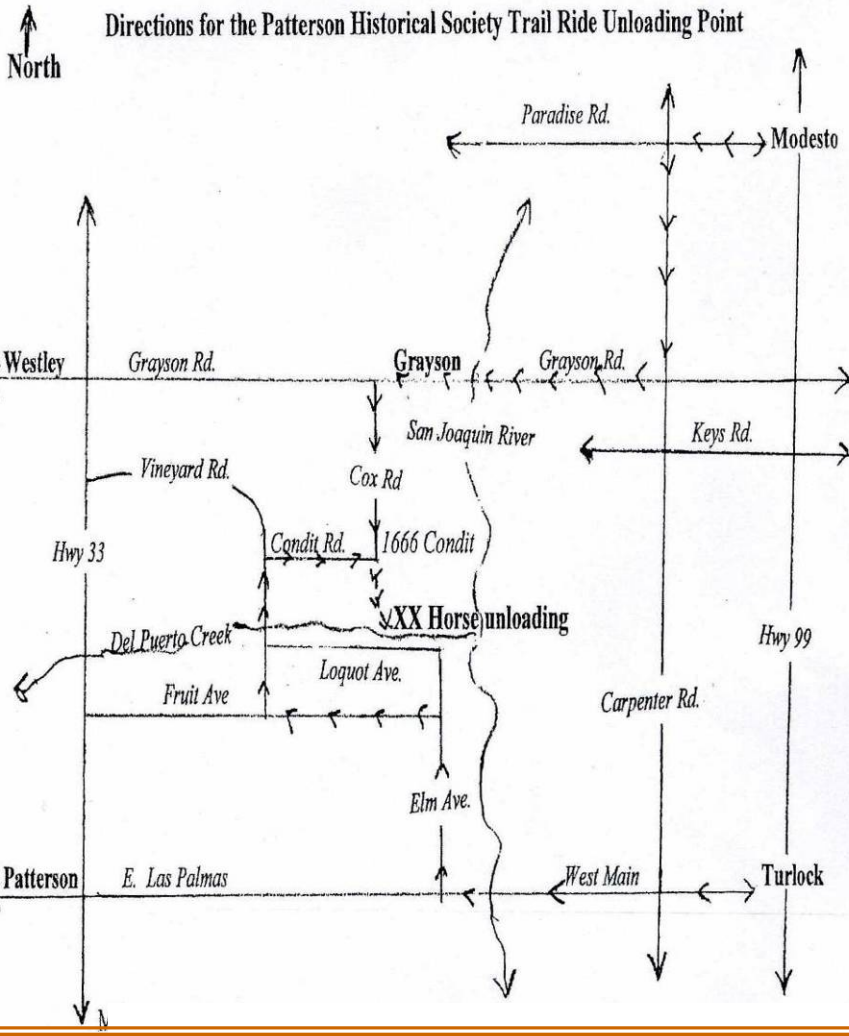 Directions for the Patterson Historical Society Trail Ride Unloading Point
North
Paradise Rd.
Modesto
Westley
Grayson Rd.
Grayson
Grayson Rd.
San Joaquin River
Keys Rd.
Vineyard Rd.
Cox Rd
Hwy 33
Condit Rd.
1666 Condit
XX Horse unloading
Del Puerto Creek
Hwy 99
Loquot Ave.
Fruit Ave
Carpenter Rd.
Elm Ave.
Patterson
E. Las Palmas
West Main
Turlock